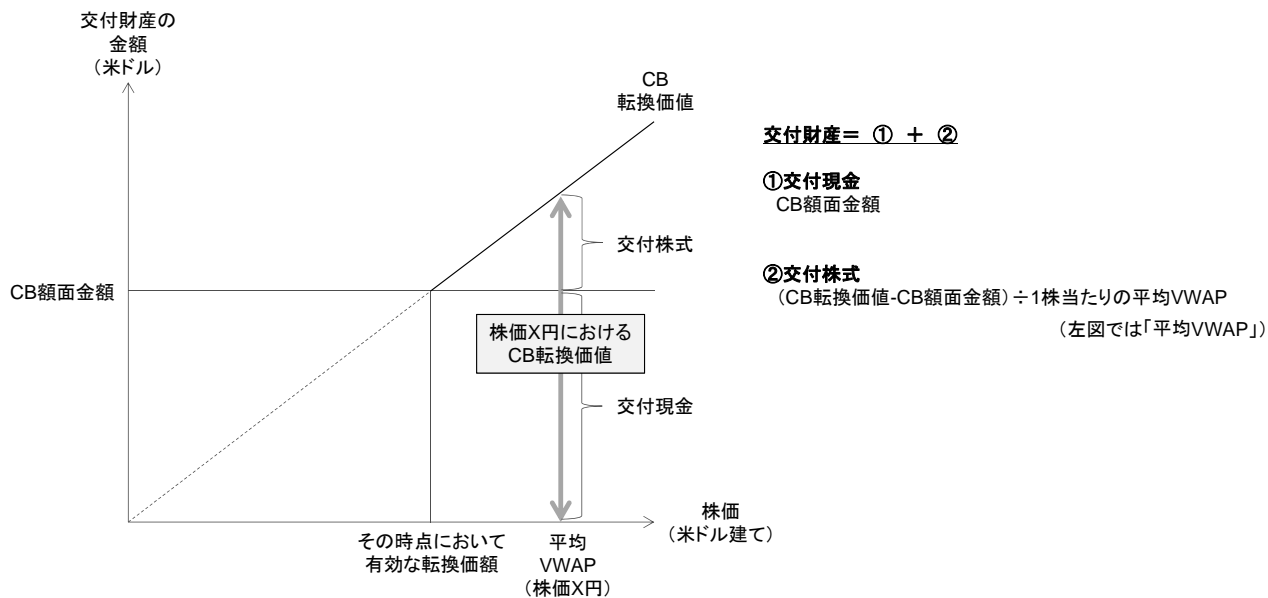 交付財産の
金額
（米ドル）
CB
転換価値
交付財産＝ ① ＋ ②
①交付現金
CB額面金額
交付株式
②交付株式
（CB転換価値-CB額面金額）÷1株当たりの平均VWAP
（左図では「平均VWAP」）
CB額面金額
株価X円における
CB転換価値
交付現金
株価
（米ドル建て）
その時点において
有効な転換価額
平均
VWAP
（株価X円）